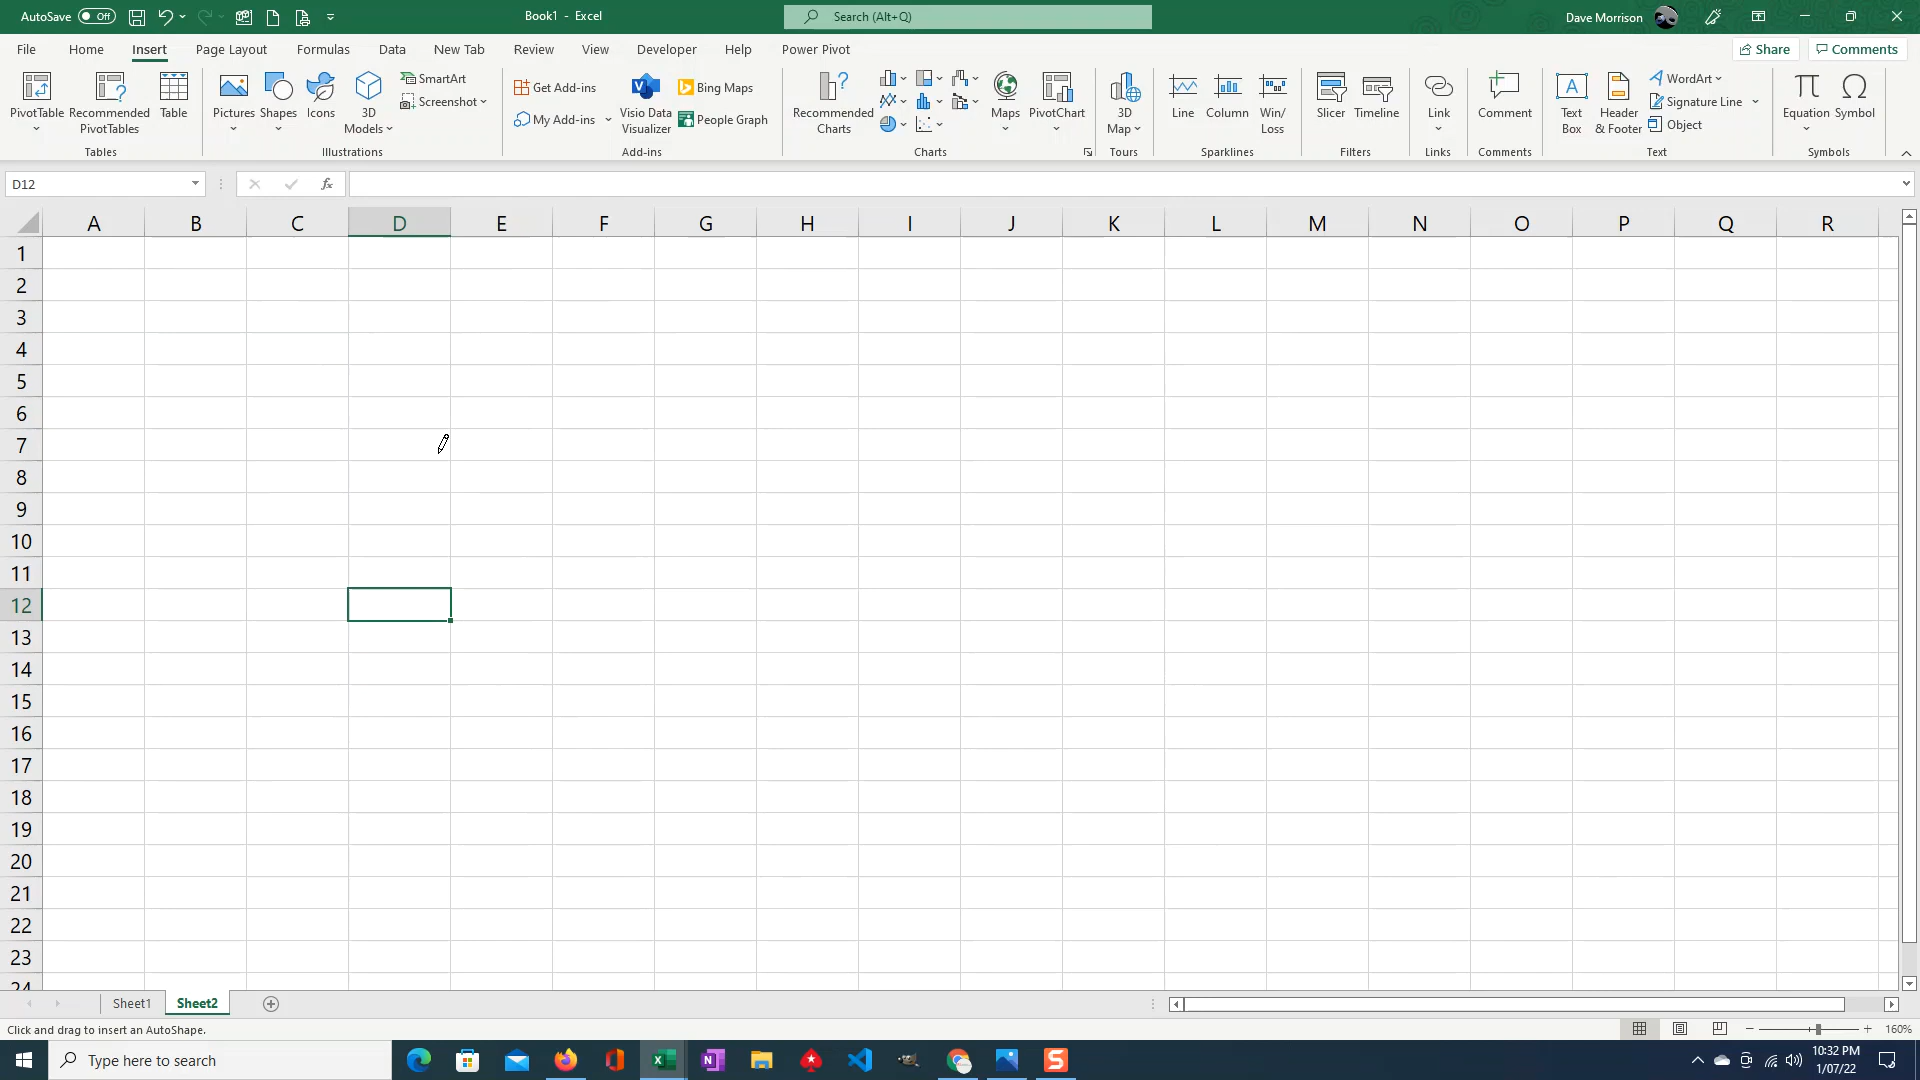 AutoSave Off
Book1 - Excel
Search (Alt+Q)
Dave Morrison
File Home Insert Page Layout Formulas Data New Tab Review View Developer Help Power Pivot
Share Comments
PivotTable
Recommended
PivotTables
Table
Tables
Pictures
Shapes
Icons
3D
Models
SmartArt
Screenshot
Illustrations
Get Add-ins
My Add-ins
Visio Data
Visualizer
Bing Maps
People Graph
Add-ins
Recommended
Charts
Maps
PivotChart
Charts
3D
Map
Tours
Line
Column
Win/
Loss
Sparklines
Slicer
Timeline
Filters
Link
Links
Comment
Comments
Text
Box
Header
& Footer
WordArt
Signature Line
Object
Text
Equation
Symbol
Symbols
D12
fx
A B C D E F G H I J K L M N O P Q R
1
2
3
4
5
6
7
8
9
10
11
12
13
14
15
16
17
18
19
20
21
22
23
24
Sheet1 Sheet2
Click and drag to insert an AutoShape.
160%
Type here to search
10:32 PM
1/07/22